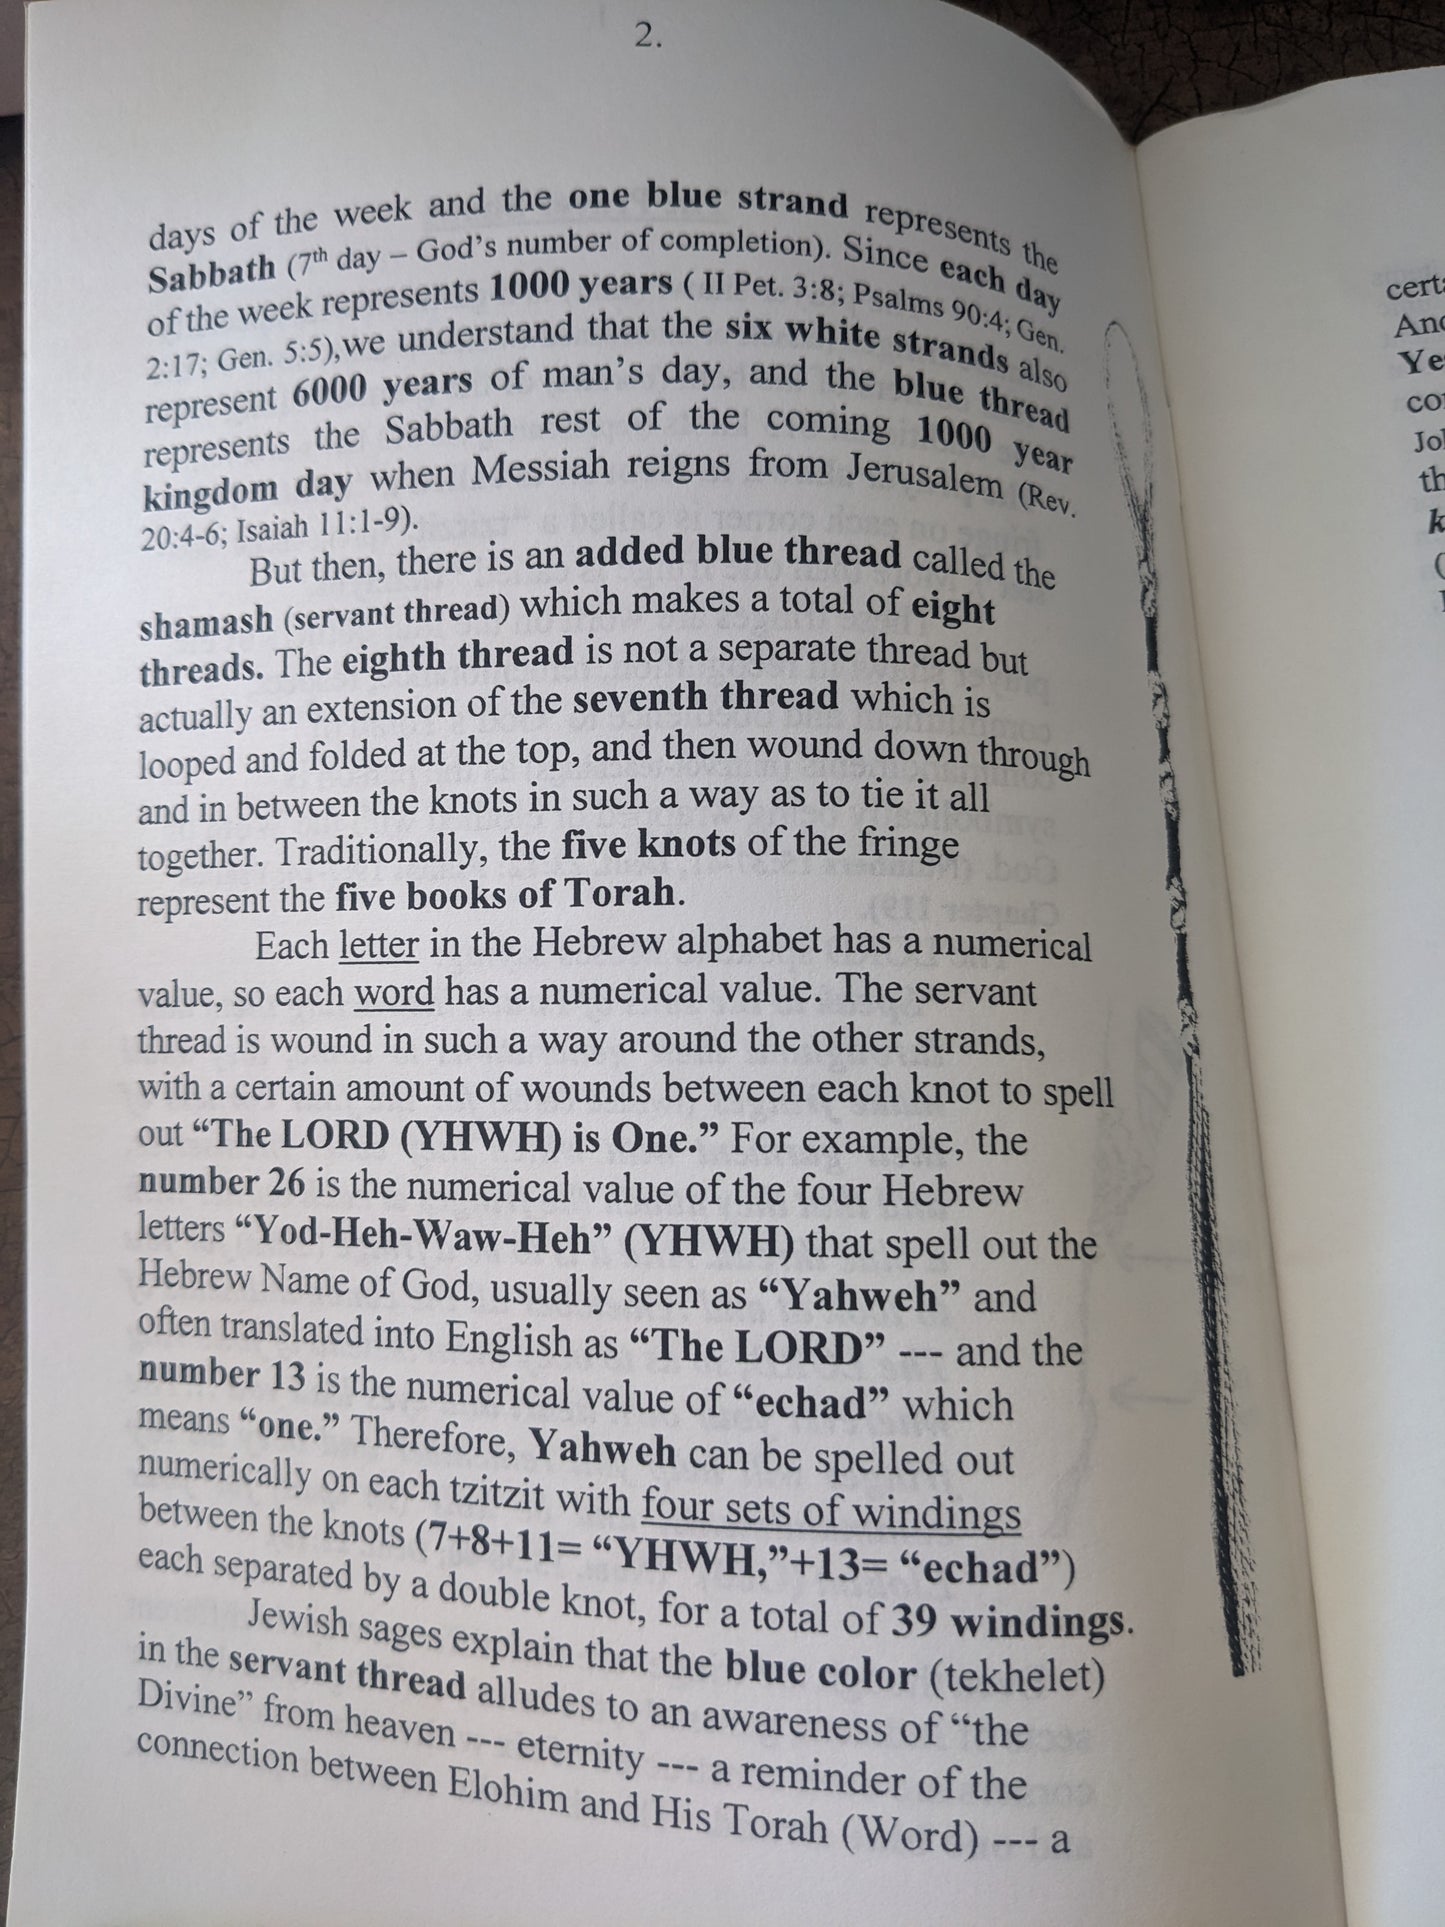 2.
days of the week and the one blue strand represents the
Sabbath (7th day – God's number of completion). Since each day
of the week represents 1000 years ( II Pet. 3:8; Psalms 90:4; Gen.
2:17; Gen. 5:5),we understand that the six white strands also
represent 6000 years of man's day, and the blue thread
represents the Sabbath rest of the coming 1000 year
kingdom day when Messiah reigns from Jerusalem (Rev.
20:4-6; Isaiah 11:1-9).
But then, there is an added blue thread called the
shamash (servant thread) which makes a total of eight
threads. The eighth thread is not a separate thread but
actually an extension of the seventh thread which is
looped and folded at the top, and then wound down through
and in between the knots in such a way as to tie it all
together. Traditionally, the five knots of the fringe
represent the five books of Torah.
Each letter in the Hebrew alphabet has a numerical
value, so each word has a numerical value. The servant
thread is wound in such a way around the other strands,
with a certain amount of wounds between each knot to spell
out “The LORD (YHWH) is One.” For example, the
number 26 is the numerical value of the four Hebrew
letters “Yod-Heh-Waw-Heh” (YHWH) that spell out the
Hebrew Name of God, usually seen as “Yahweh” and
often translated into English as “The LORD” --- and the
number 13 is the numerical value of “echad” which
means “one.” Therefore, Yahweh can be spelled out
numerically on each tzitzit with four sets of windings
between the knots (7+8+11= “YHWH,”+13= “echad”)
each separated by a double knot, for a total of 39 windings.
Jewish sages explain that the blue color (tekhelet)
in the servant thread alludes to an awareness of “the
Divine” from heaven --- eternity --- a reminder of the
connection between Elohim and His Torah (Word) --- a